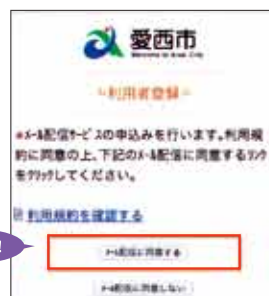 愛西市
Welcome to Aisai City
-利用者登録-
●ﾒｰﾙ配信ｻｰﾋﾞｽの申込みを行います。利用規
約に同意の上、下記のﾒｰﾙ配信に同意するﾘﾝｸ
をｸﾘｯｸしてください。
利用規約を確認する
!
ﾒｰﾙ配信に同意する
ﾒｰﾙ配信に同意しない